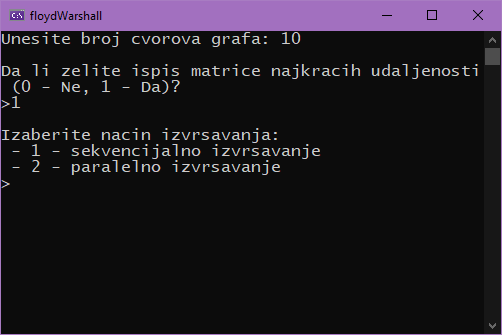 floydWarshall
Unesite broj cvorova grafa: 10
Da li zelite ispis matrice najkracih udaljenosti
(0 - Ne, 1 - Da)?
>1
Izaberite nacin izvrsavanja:
- 1 - sekvencijalno izvrsavanje
- 2 - paralelno izvrsavanje
>